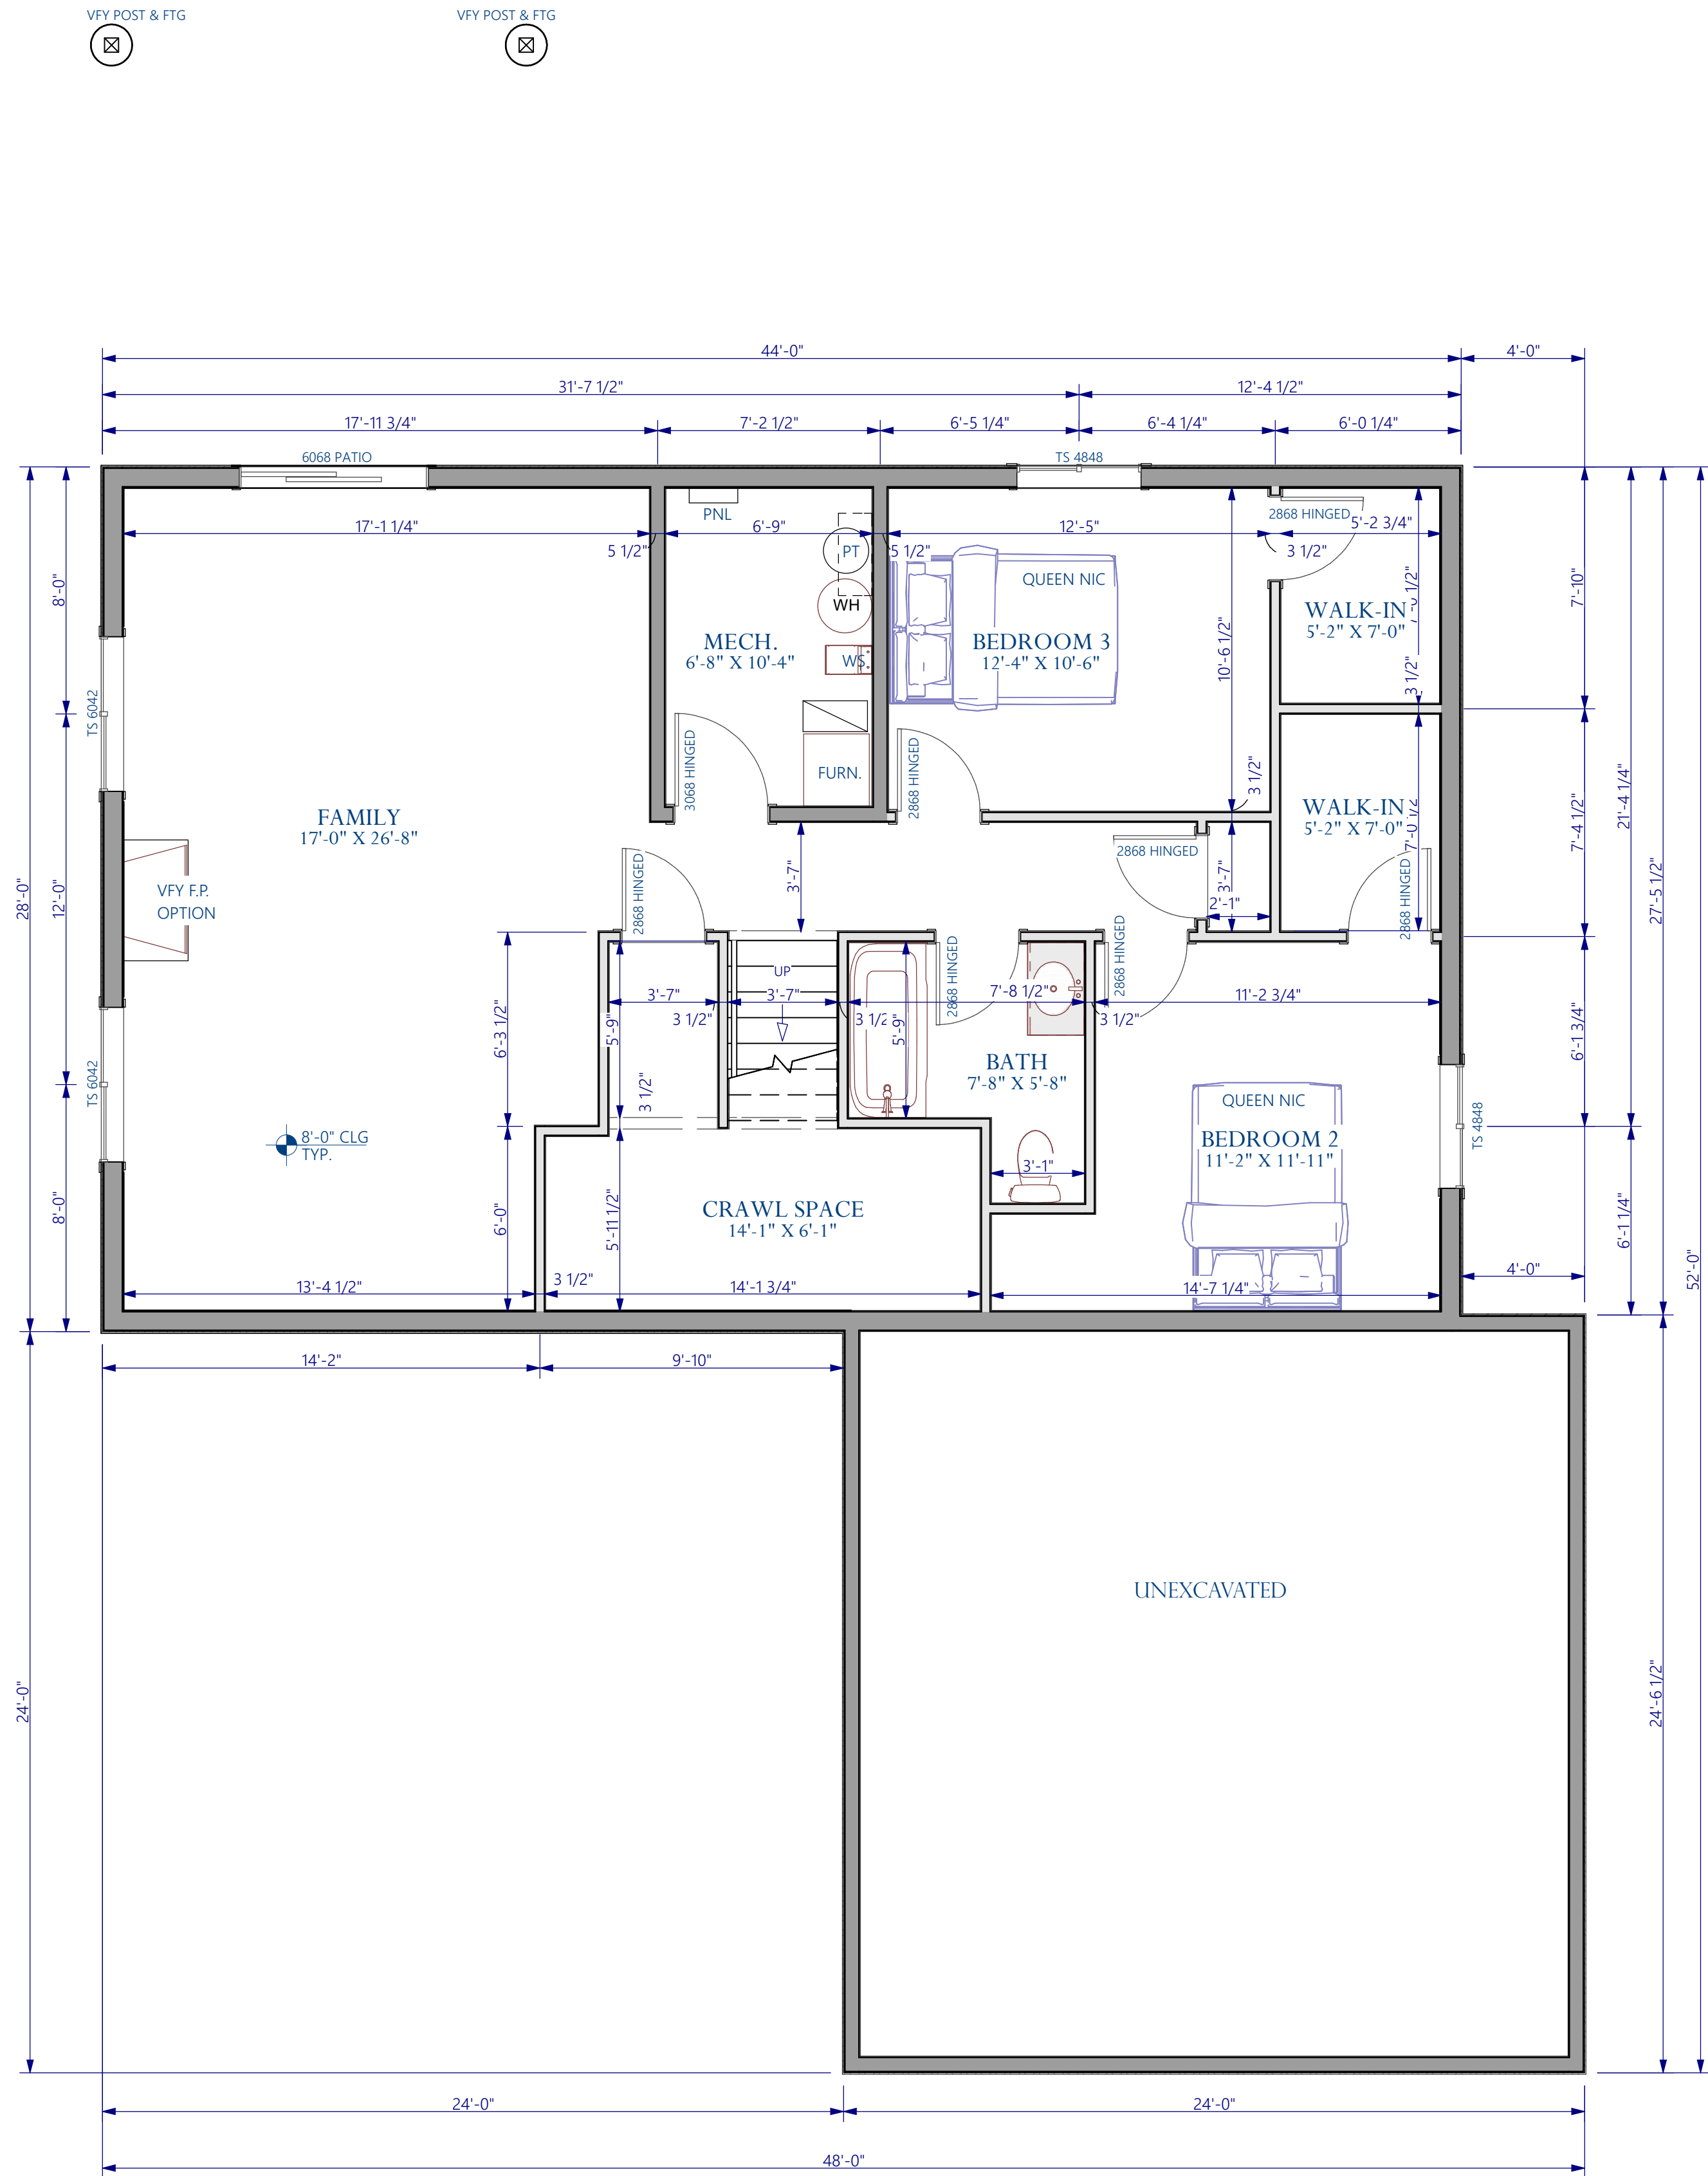 VFY POST & FTG
VFY POST & FTG
44'-0"
4'-0"
31'-7 1/2"
12'-4 1/2"
17'-11 3/4"
7'-2 1/2"
6'-5 1/4"
6'-4 1/4"
6'-0 1/4"
6068 PATIO
TS 4848
PNL
2868 HINGED
17'-1 1/4"
6'-9"
12'-5"
5'-2 3/4"
5 1/2"
PT
5 1/2"
3 1/2"
QUEEN NIC
8'-0"
7'-10"
WH
WALK-IN
5'-2" X 7'-0"
MECH.
6'-8" X 10'-4"
WS
BEDROOM 3
12'-4" X 10'-6"
10'-6 1/2"
3 1/2"
TS 6042
3068 HINGED
FURN.
2868 HINGED
3 1/2"
21'-4 1/4"
FAMILY
17'-0" X 26'-8"
WALK-IN
5'-2" X 7'-0"
7'-0 1/2
7'-4 1/2"
2868 HINGED
VFY F.P.
OPTION
28'-0"
12'-0"
2868 HINGED
3'-7"
3'-7"
2'-1"
2868 HINGED
27'-5 1/2"
UP
2868 HINGED
2868 HINGED
3'-7"
3'-7"
7'-8 1/2"
11'-2 3/4"
3 1/2"
3 1/2
3 1/2"
6'-3 1/2"
5'-9"
5'-9"
6'-1 3/4"
BATH
7'-8" X 5'-8"
TS 6042
3 1/2"
QUEEN NIC
TS 4848
8'-0" CLG
TYP.
BEDROOM 2
11'-2" X 11'-11"
3'-1"
CRAWL SPACE
14'-1" X 6'-1"
8'-0"
6'-0"
5'-11 1/2"
6'-1 1/4"
52'-0"
4'-0"
13'-4 1/2"
3 1/2"
14'-1 3/4"
14'-7 1/4"
14'-2"
9'-10"
UNEXCAVATED
24'-0"
24'-6 1/2"
24'-0"
24'-0"
48'-0"